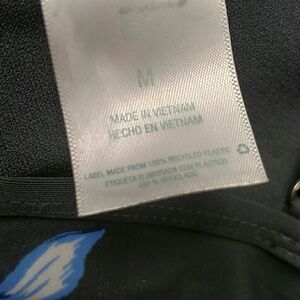 M
MADE IN VIETNAM
HECHO EN VIETNAM
LABEL MADE FROM 100% RECYCLED PLASTIC
ETIQUETA ELABORADA CON PLASTICO
100 % RECICLADO